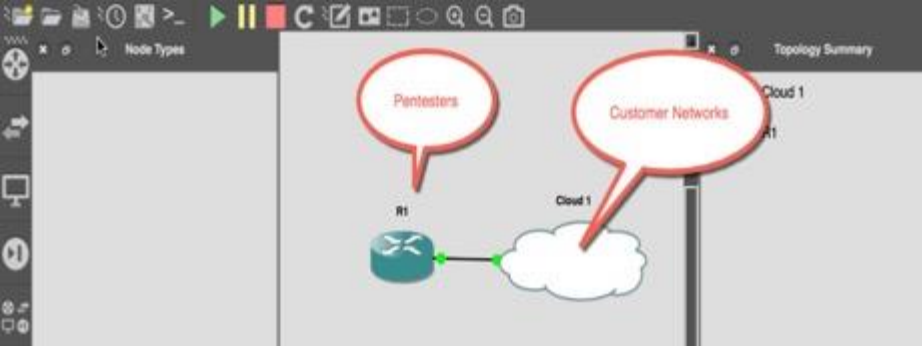 Node Types
Topology Summary
Pentesters
Customer Networks
Cloud 1
R1
R1
Cloud 1